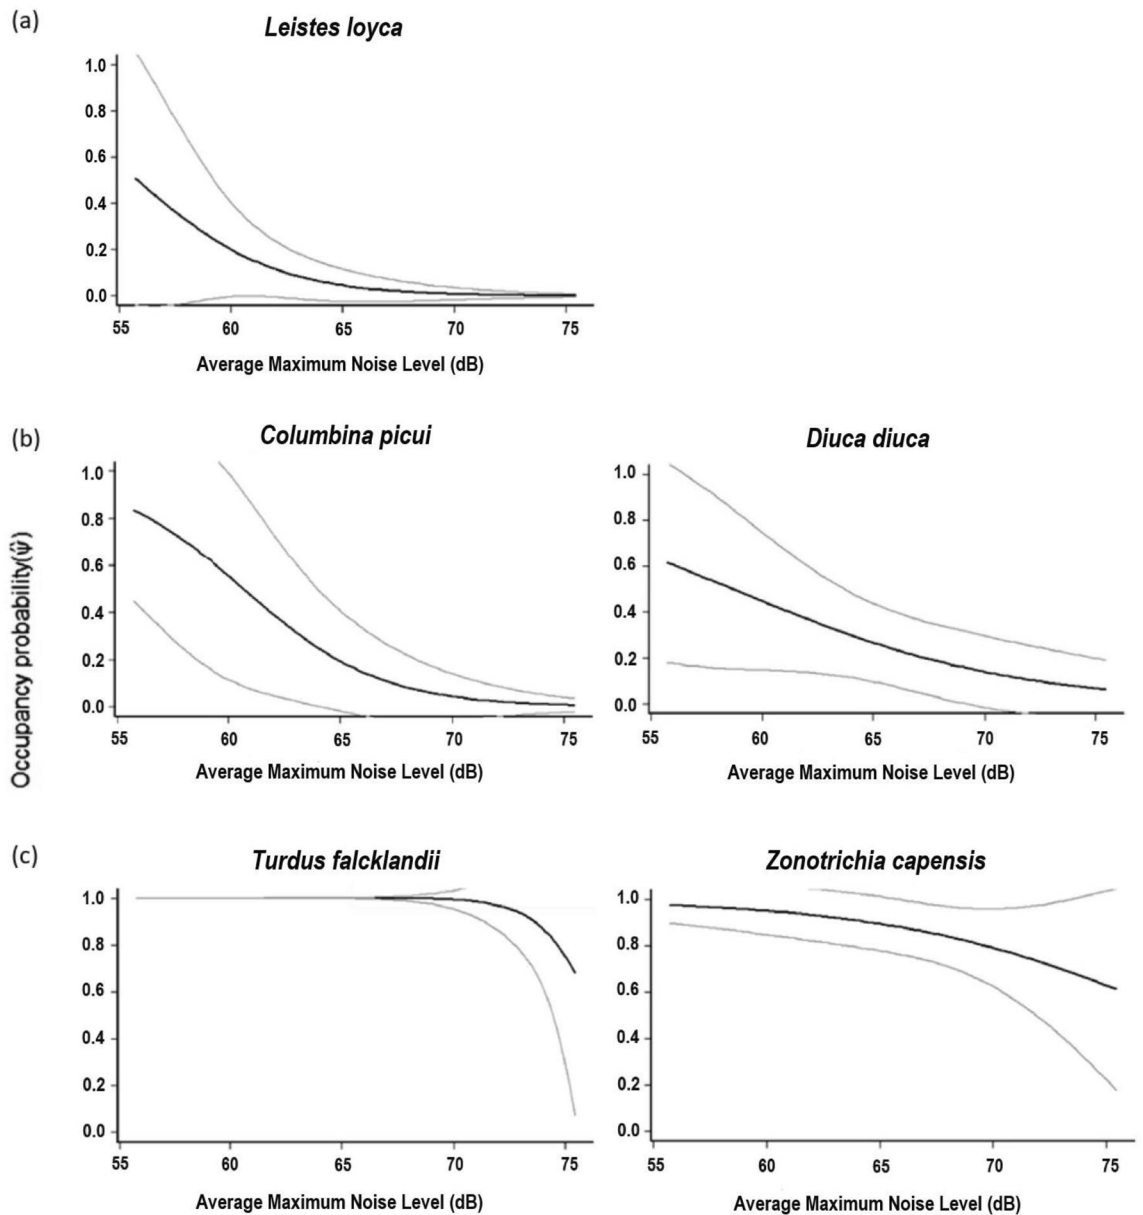 (a)
Leistes loyca
1.0
0.8
0.6
0.4
0.2
0.0
55 60 65 70 75
Average Maximum Noise Level (dB)
(b)
Columbina picui
1.0
0.8
0.6
0.4
0.2
0.0
55 60 65 70 75
Average Maximum Noise Level (dB)
Diuca diuca
1.0
0.8
0.6
0.4
0.2
0.0
55 60 65 70 75
Average Maximum Noise Level (dB)
Occupancy probability(ψ̂)
(c)
Turdus falcklandii
1.0
0.8
0.6
0.4
0.2
0.0
55 60 65 70 75
Average Maximum Noise Level (dB)
Zonotrichia capensis
1.0
0.8
0.6
0.4
0.2
0.0
55 60 65 70 75
Average Maximum Noise Level (dB)